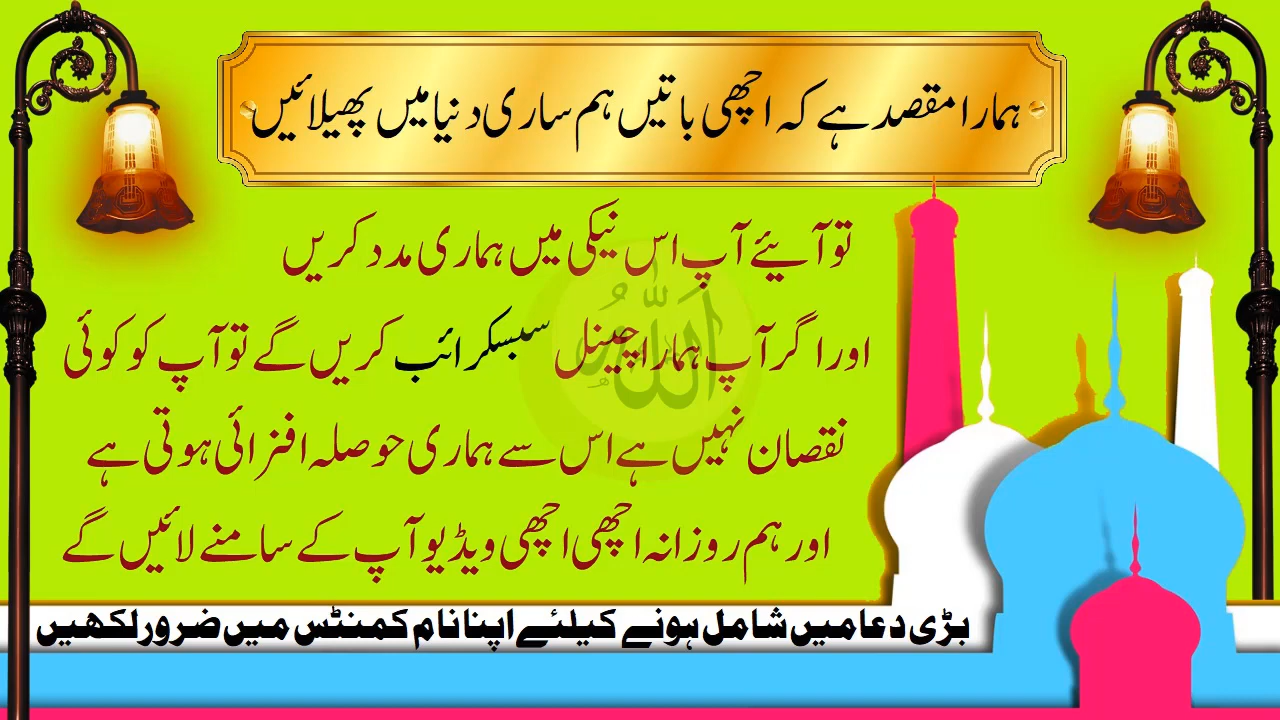 ہمارا مقصد ہے کہ اچھی باتیں ہم ساری دنیا میں پھیلائیں
تو آیئے آپ اس نیکی میں ہماری مدد کریں
اللہُ
اور اگر آپ ہمارا چینل سبسکرائب کریں گے تو آپ کو کوئی
نقصان نہیں ہے اس سے ہماری حوصلہ افزائی ہوتی ہے
اور ہم روزانہ اچھی اچھی ویڈیو آپ کے سامنے لائیں گے
بڑی دعا میں شامل ہونے کیلئے اپنا نام کمنٹس میں ضرور لکھیں